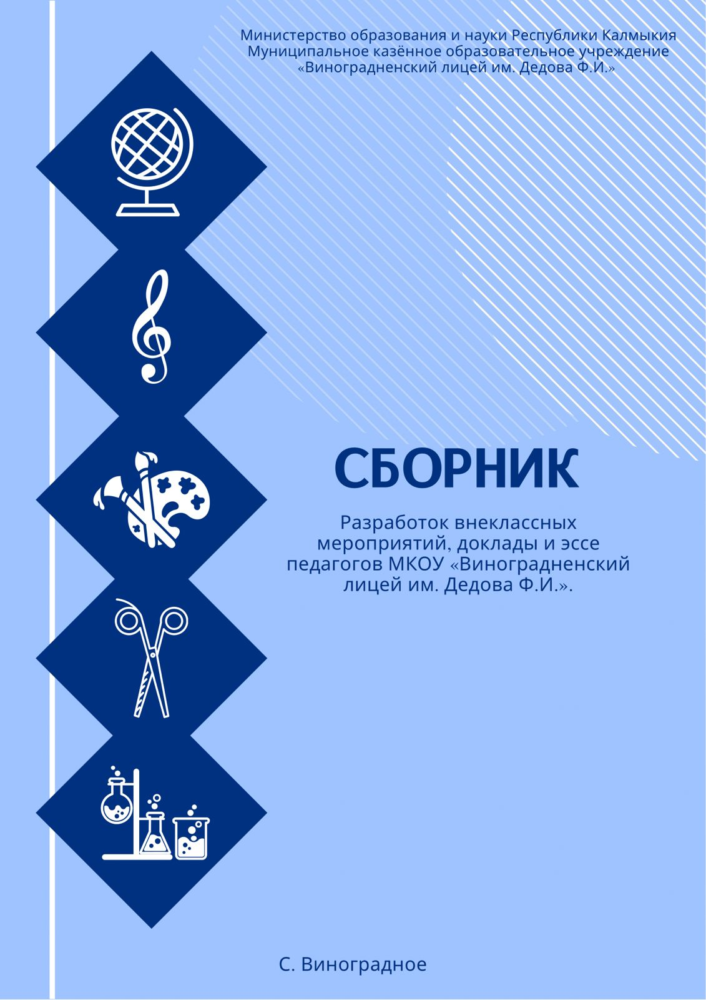 Министерство образования и науки Республики Калмыкия
Муниципальное казённое образовательное учреждение
«Виноградненский лицей им. Дедова Ф.И.»
СБОРНИК
Разработок внеклассных
мероприятий, доклады и эссе
педагогов МКОУ «Виноградненский
лицей им. Дедова Ф.И.».
С. Виноградное